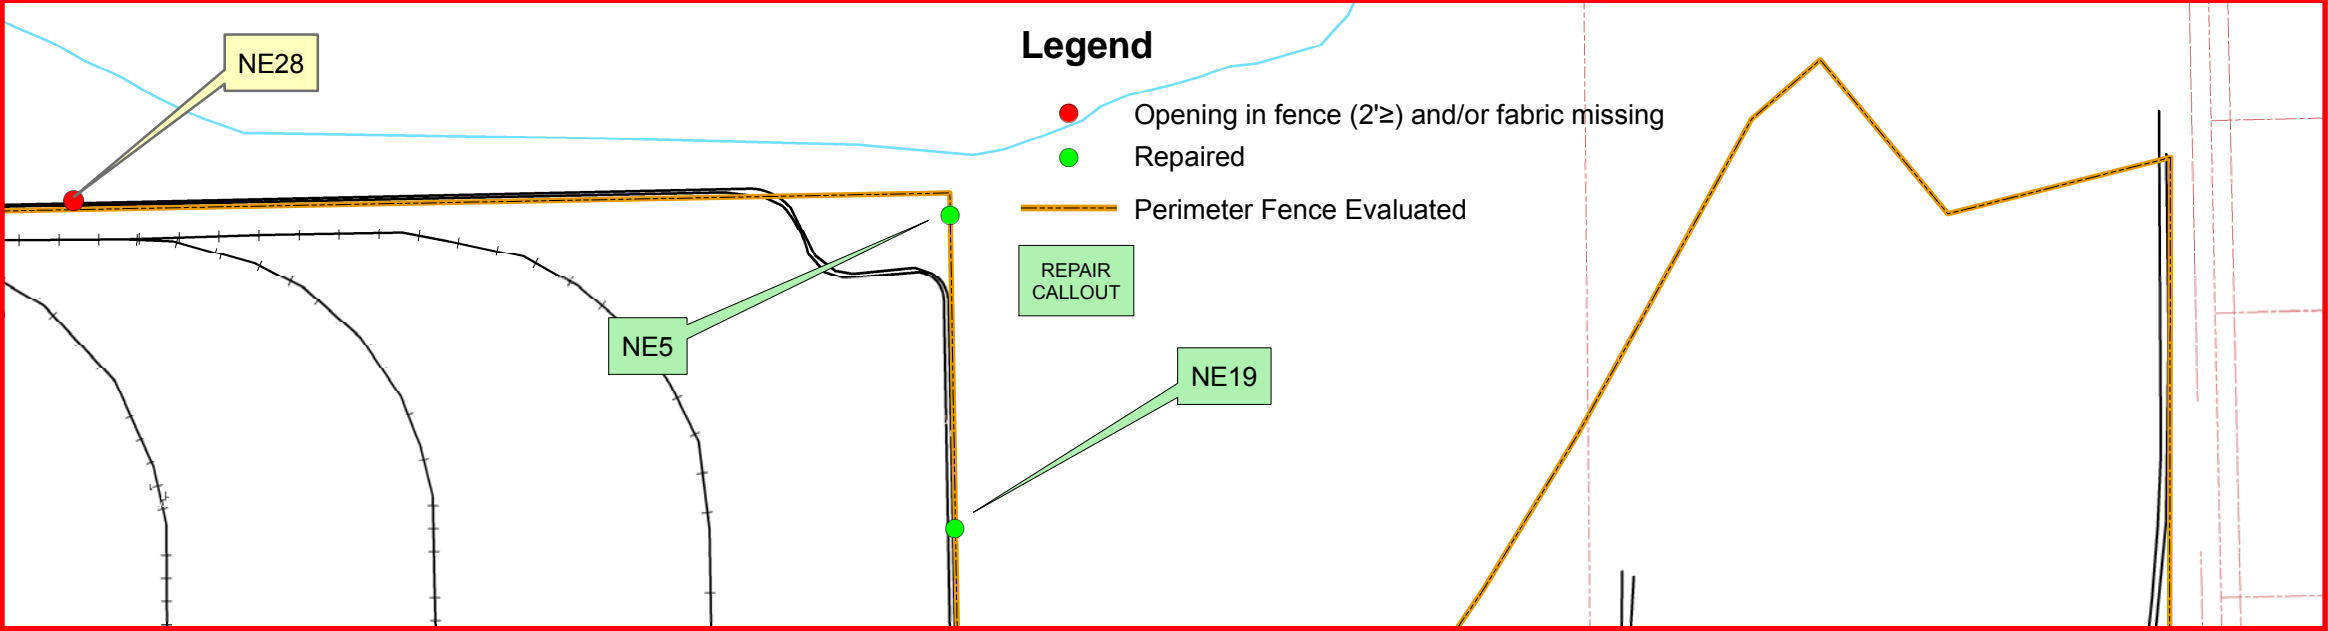 NE28
Legend
Opening in fence (2'≥) and/or fabric missing
Repaired
Perimeter Fence Evaluated
REPAIR
CALLOUT
NE5
NE19